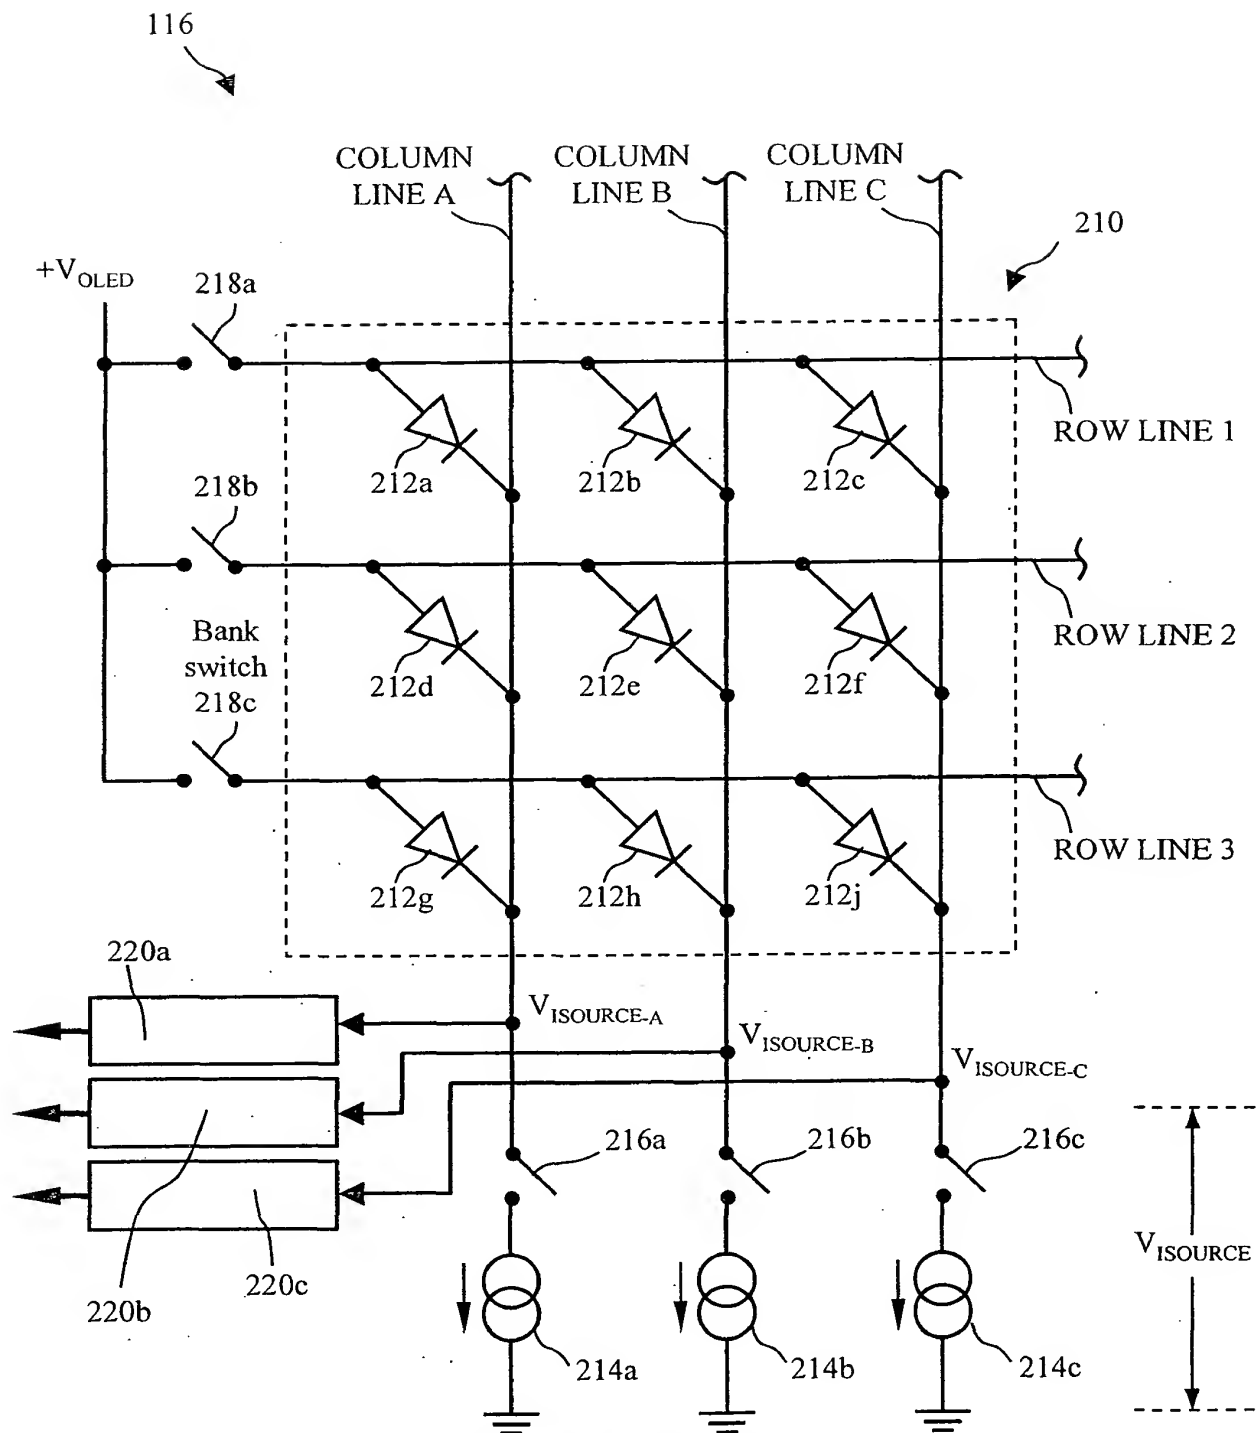 116
COLUMN
LINE A
COLUMN
LINE B
COLUMN
LINE C
210
+VOLED
218a
ROW LINE 1
212a
212b
212c
218b
Bank
switch
218c
ROW LINE 2
212d
212e
212f
ROW LINE 3
212g
212h
212j
220a
VISOURCE-A
VISOURCE-B
VISOURCE-C
216a
216b
216c
VISOURCE
220b
220c
214a
214b
214c